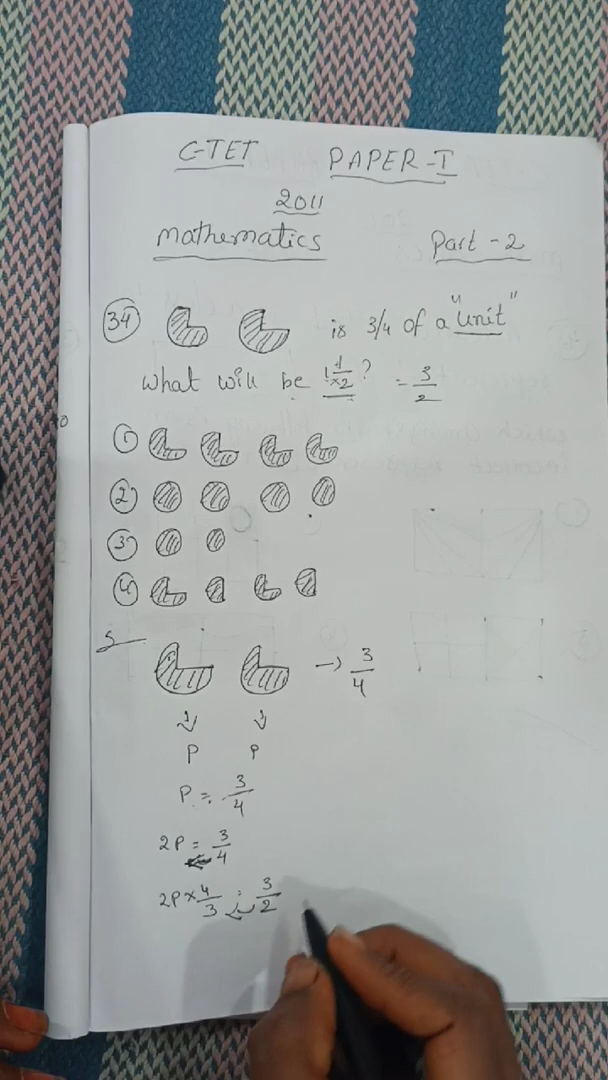 C-TET PAPER-I
2011
Mathematics Part-2
34 is 3/4 of a "unit"
What will be 1 1/×2? = 3/2
1
2
3
4
S
→ 3/4
P P
P = 3/4
2P = 3/4
2P × 4/3 ; 3/2